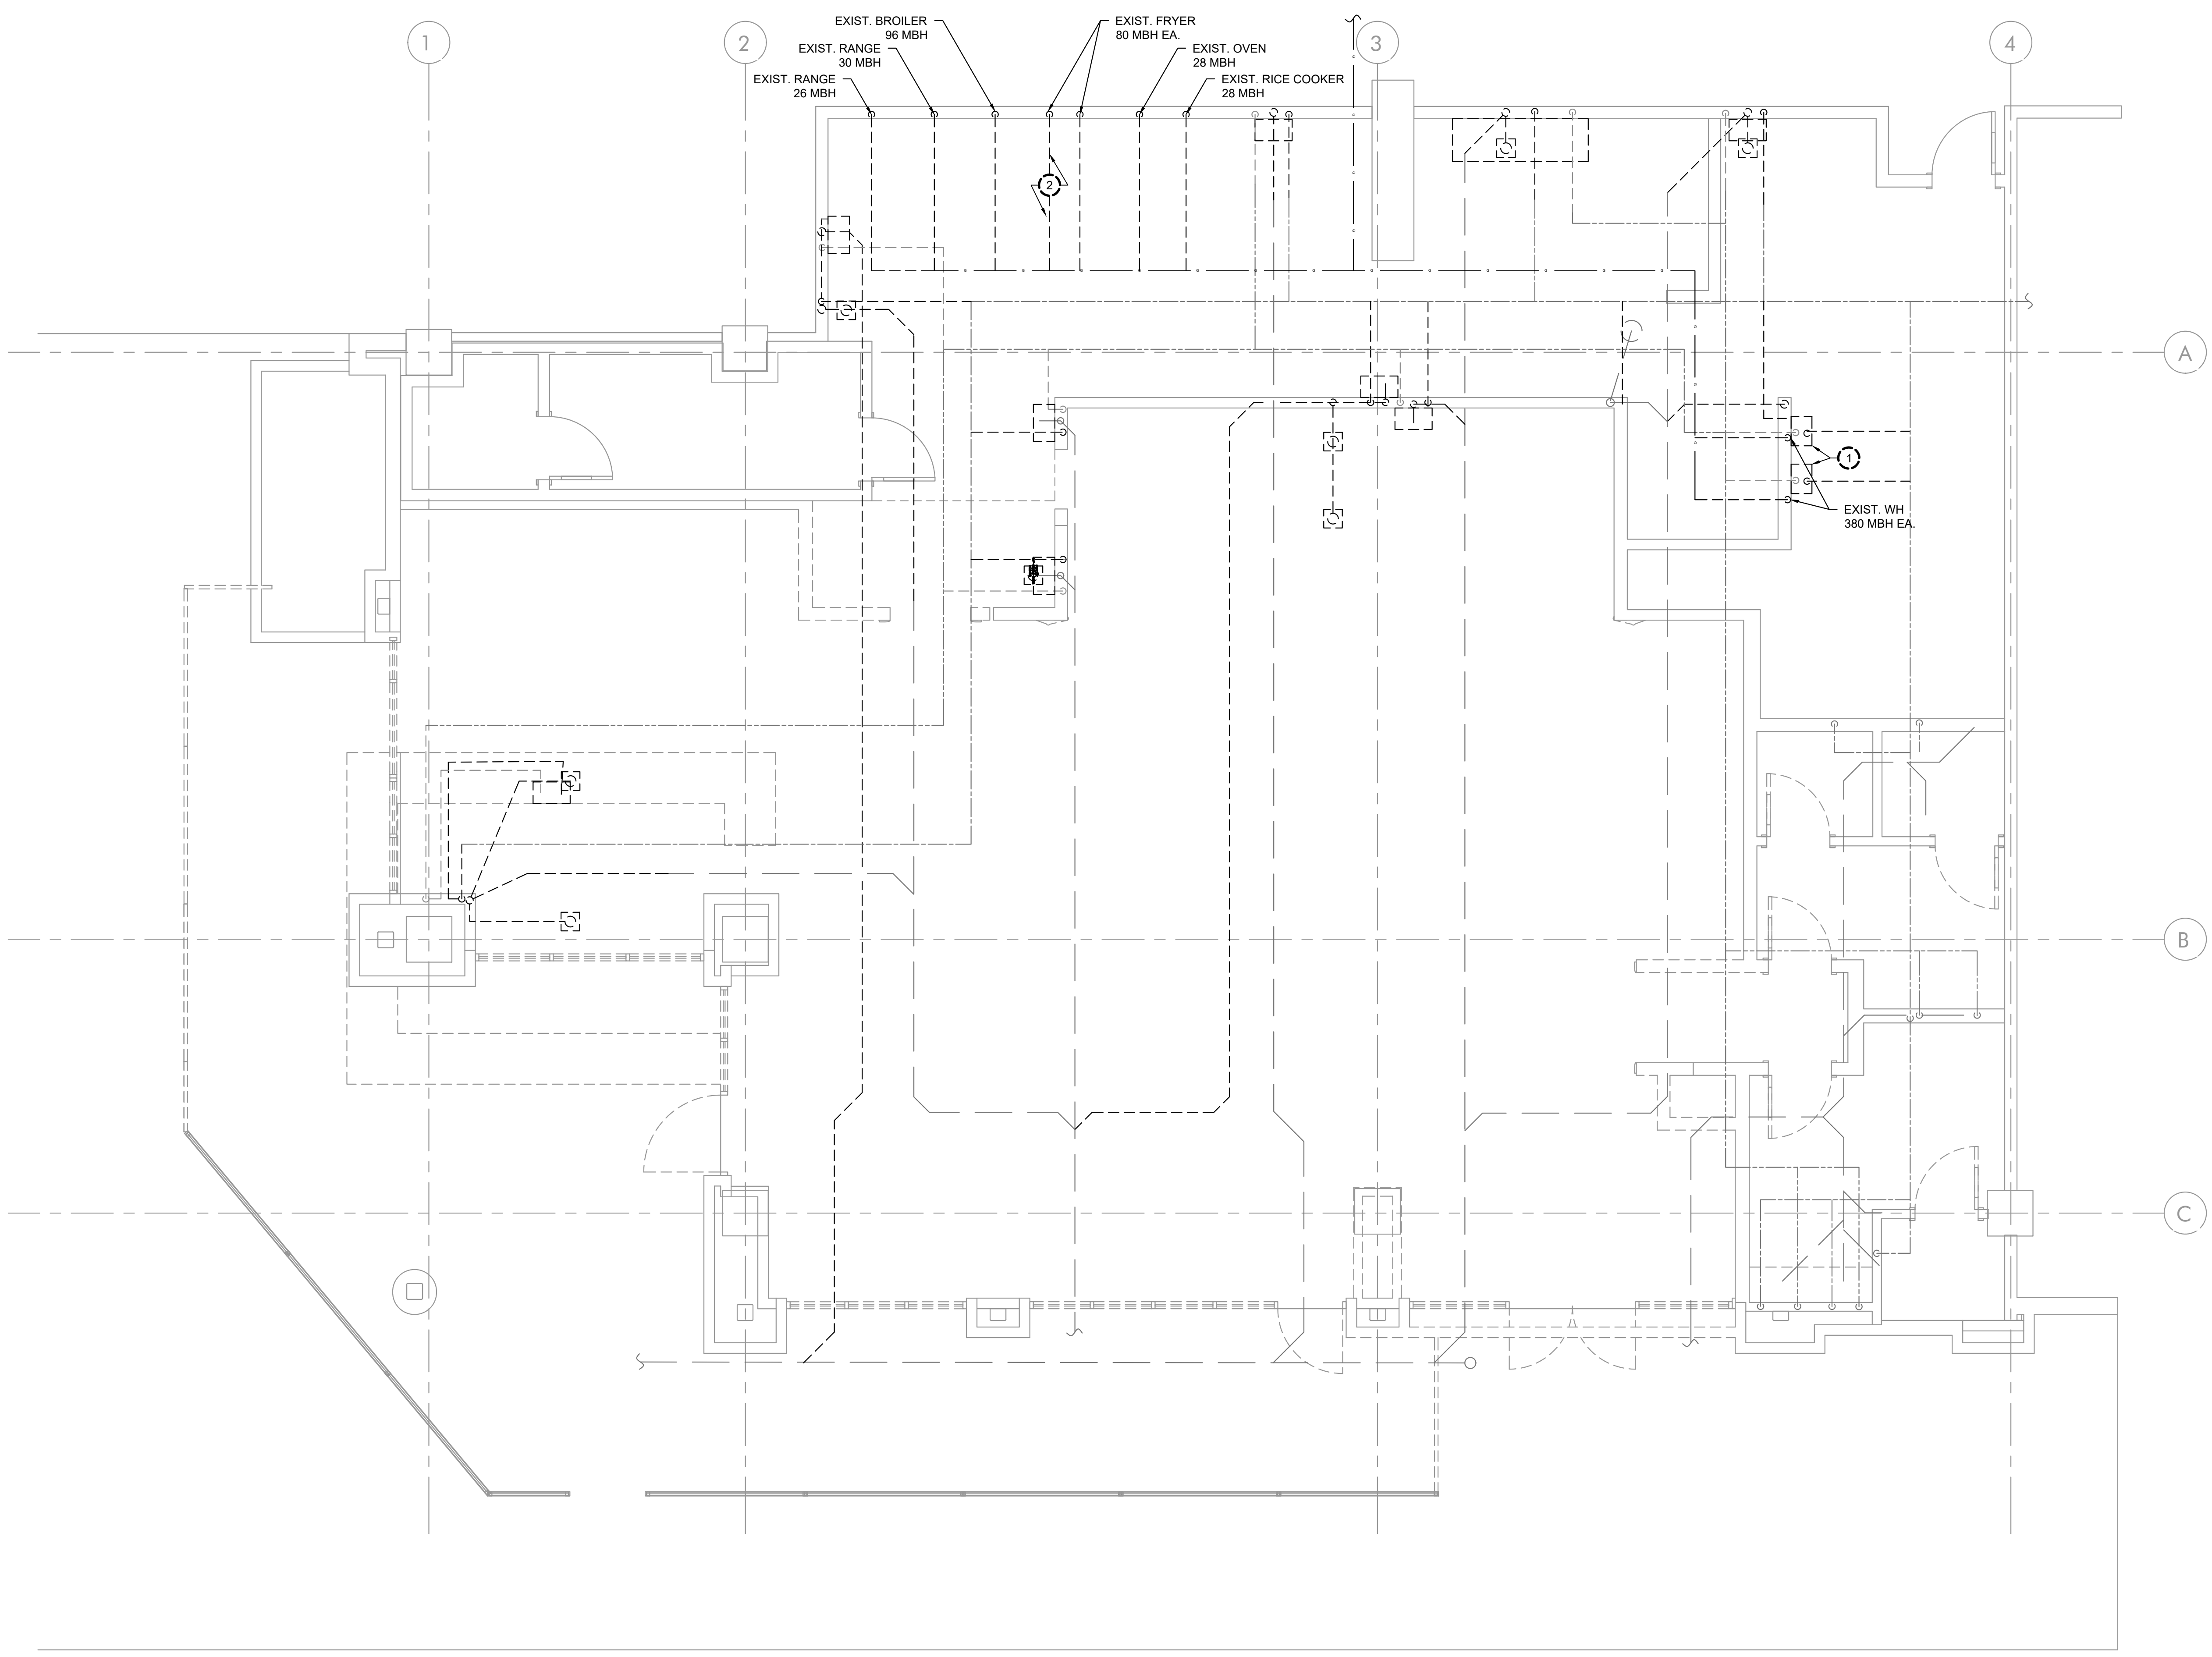 1
2
3
4
EXIST. BROILER
96 MBH
EXIST. FRYER
80 MBH EA.
EXIST. RANGE
30 MBH
EXIST. OVEN
28 MBH
EXIST. RANGE
26 MBH
EXIST. RICE COOKER
28 MBH
2
A
1
EXIST. WH
380 MBH EA.
B
C